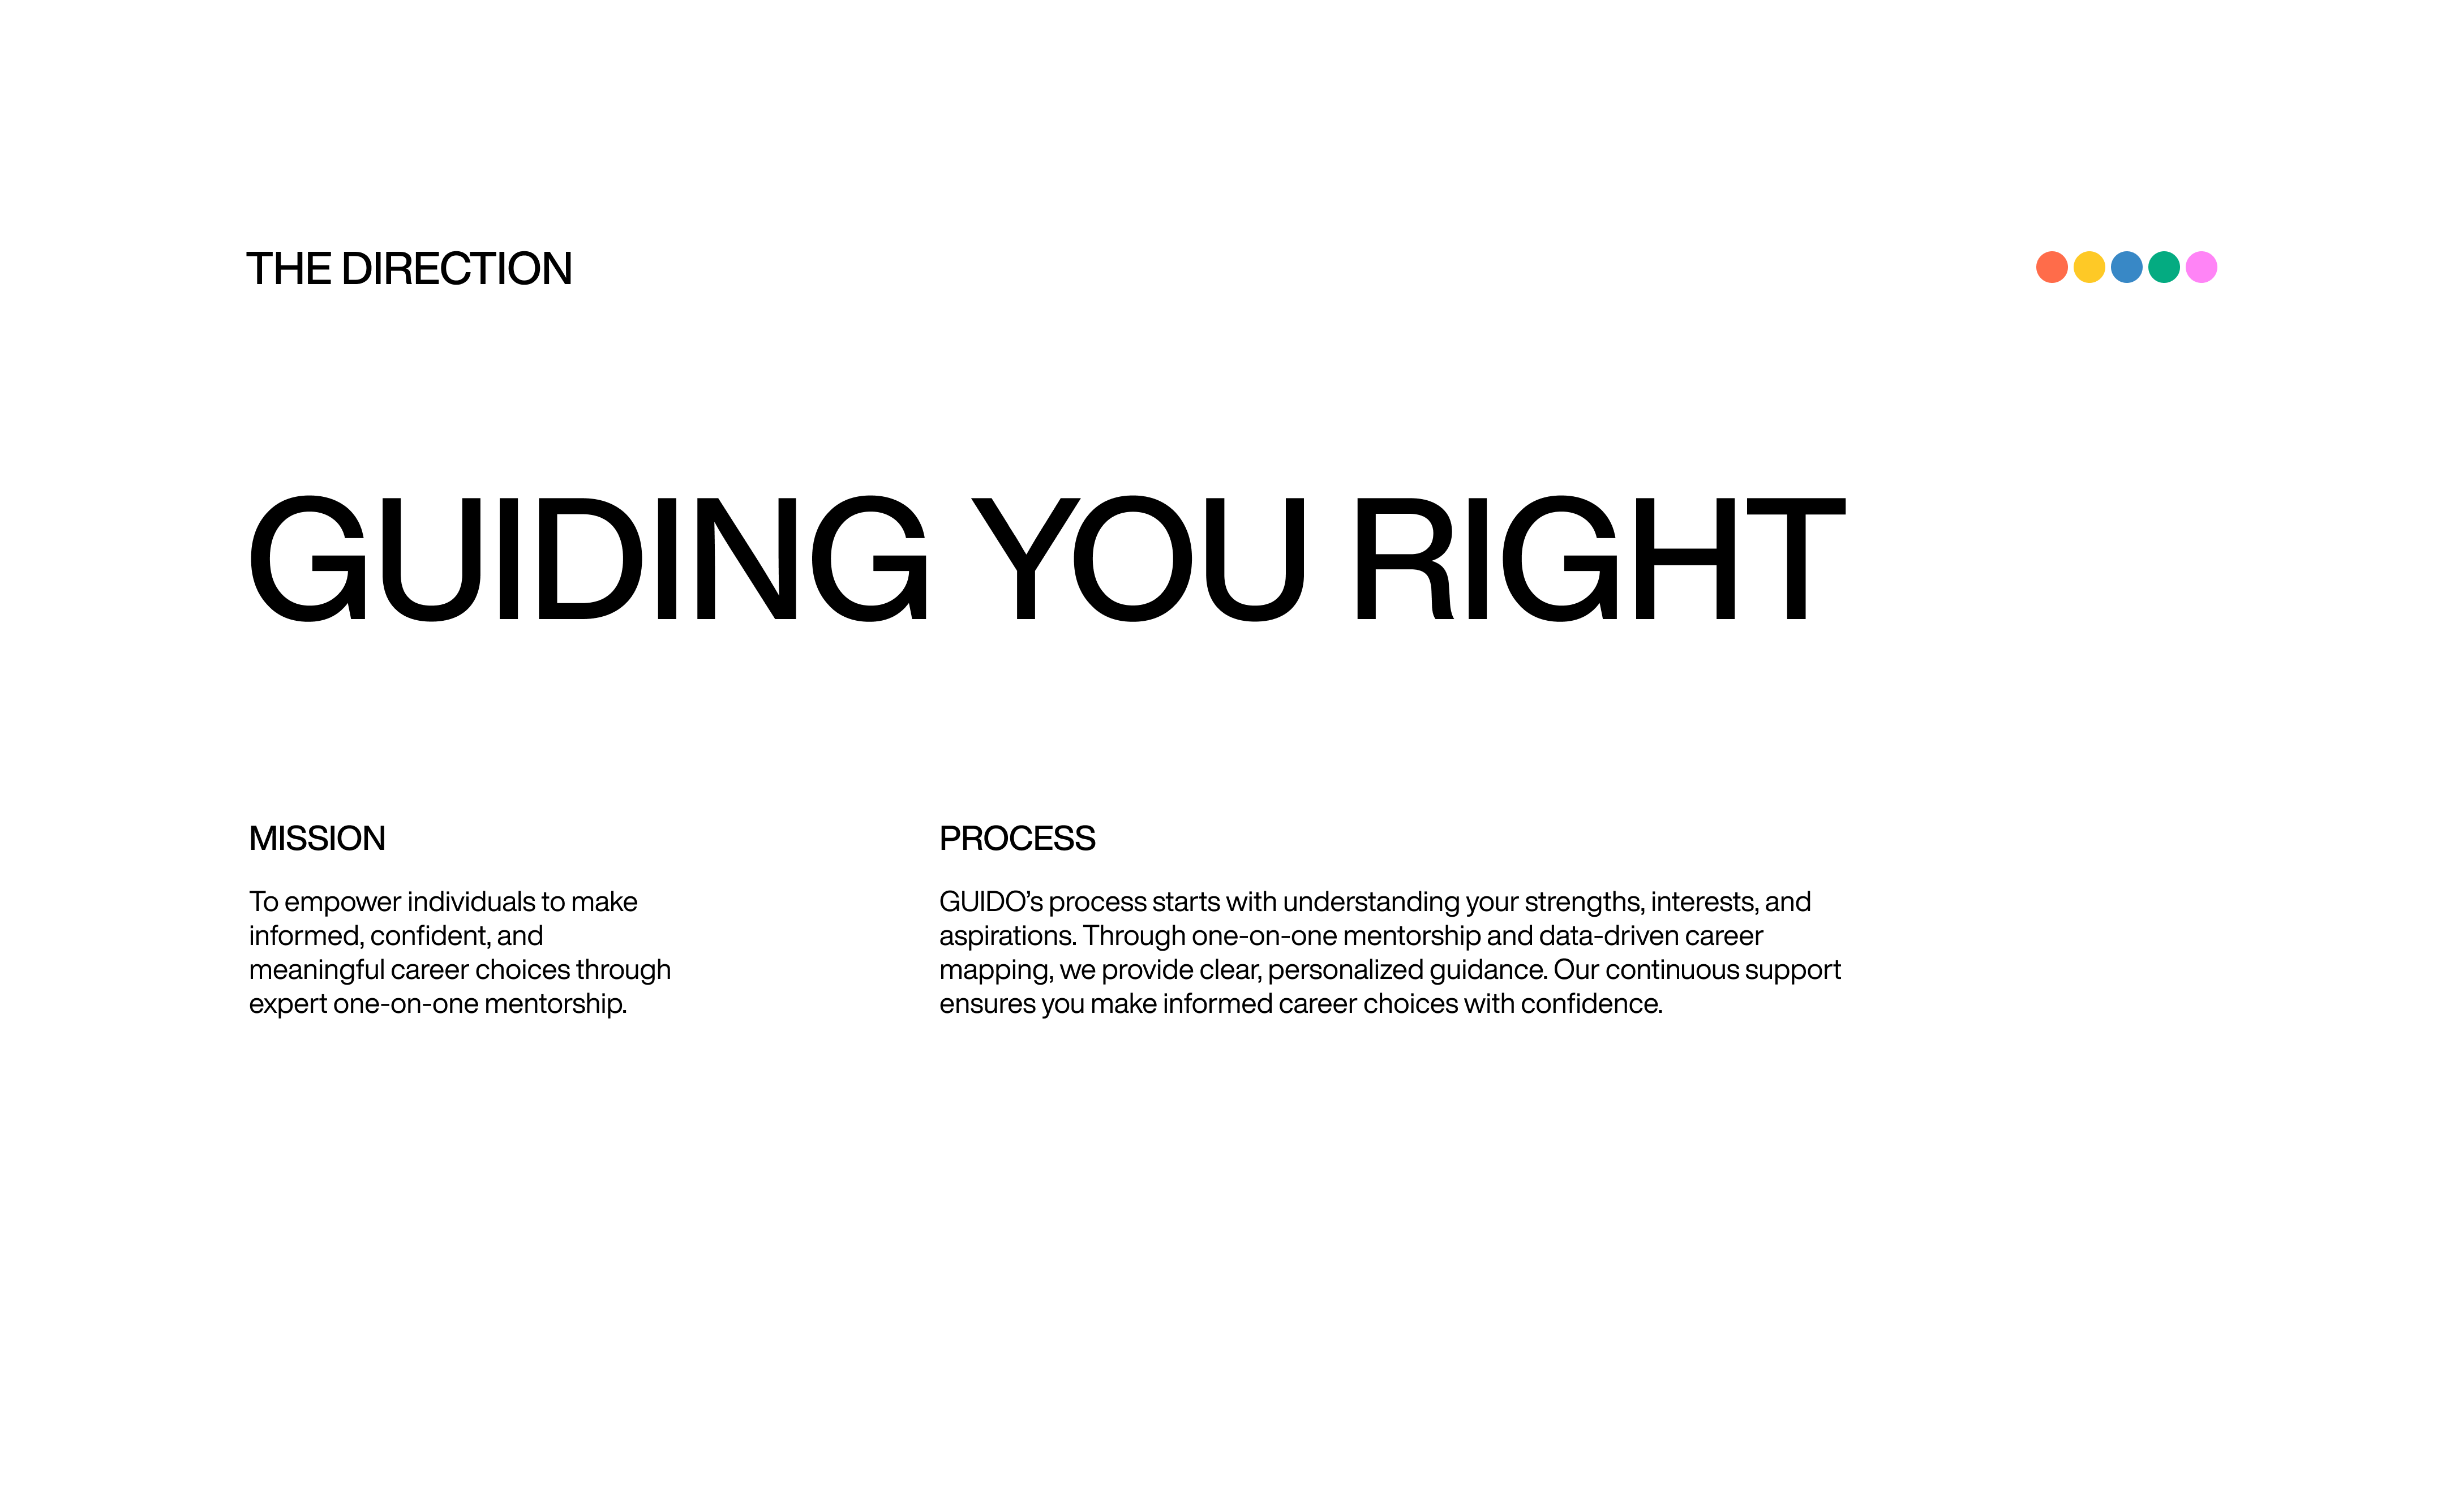 THE DIRECTION
GUIDING YOU RIGHT
MISSION
To empower individuals to make
informed, confident, and
meaningful career choices through
expert one-on-one mentorship.
PROCESS
GUIDO’s process starts with understanding your strengths, interests, and
aspirations. Through one-on-one mentorship and data-driven career
mapping, we provide clear, personalized guidance. Our continuous support
ensures you make informed career choices with confidence.